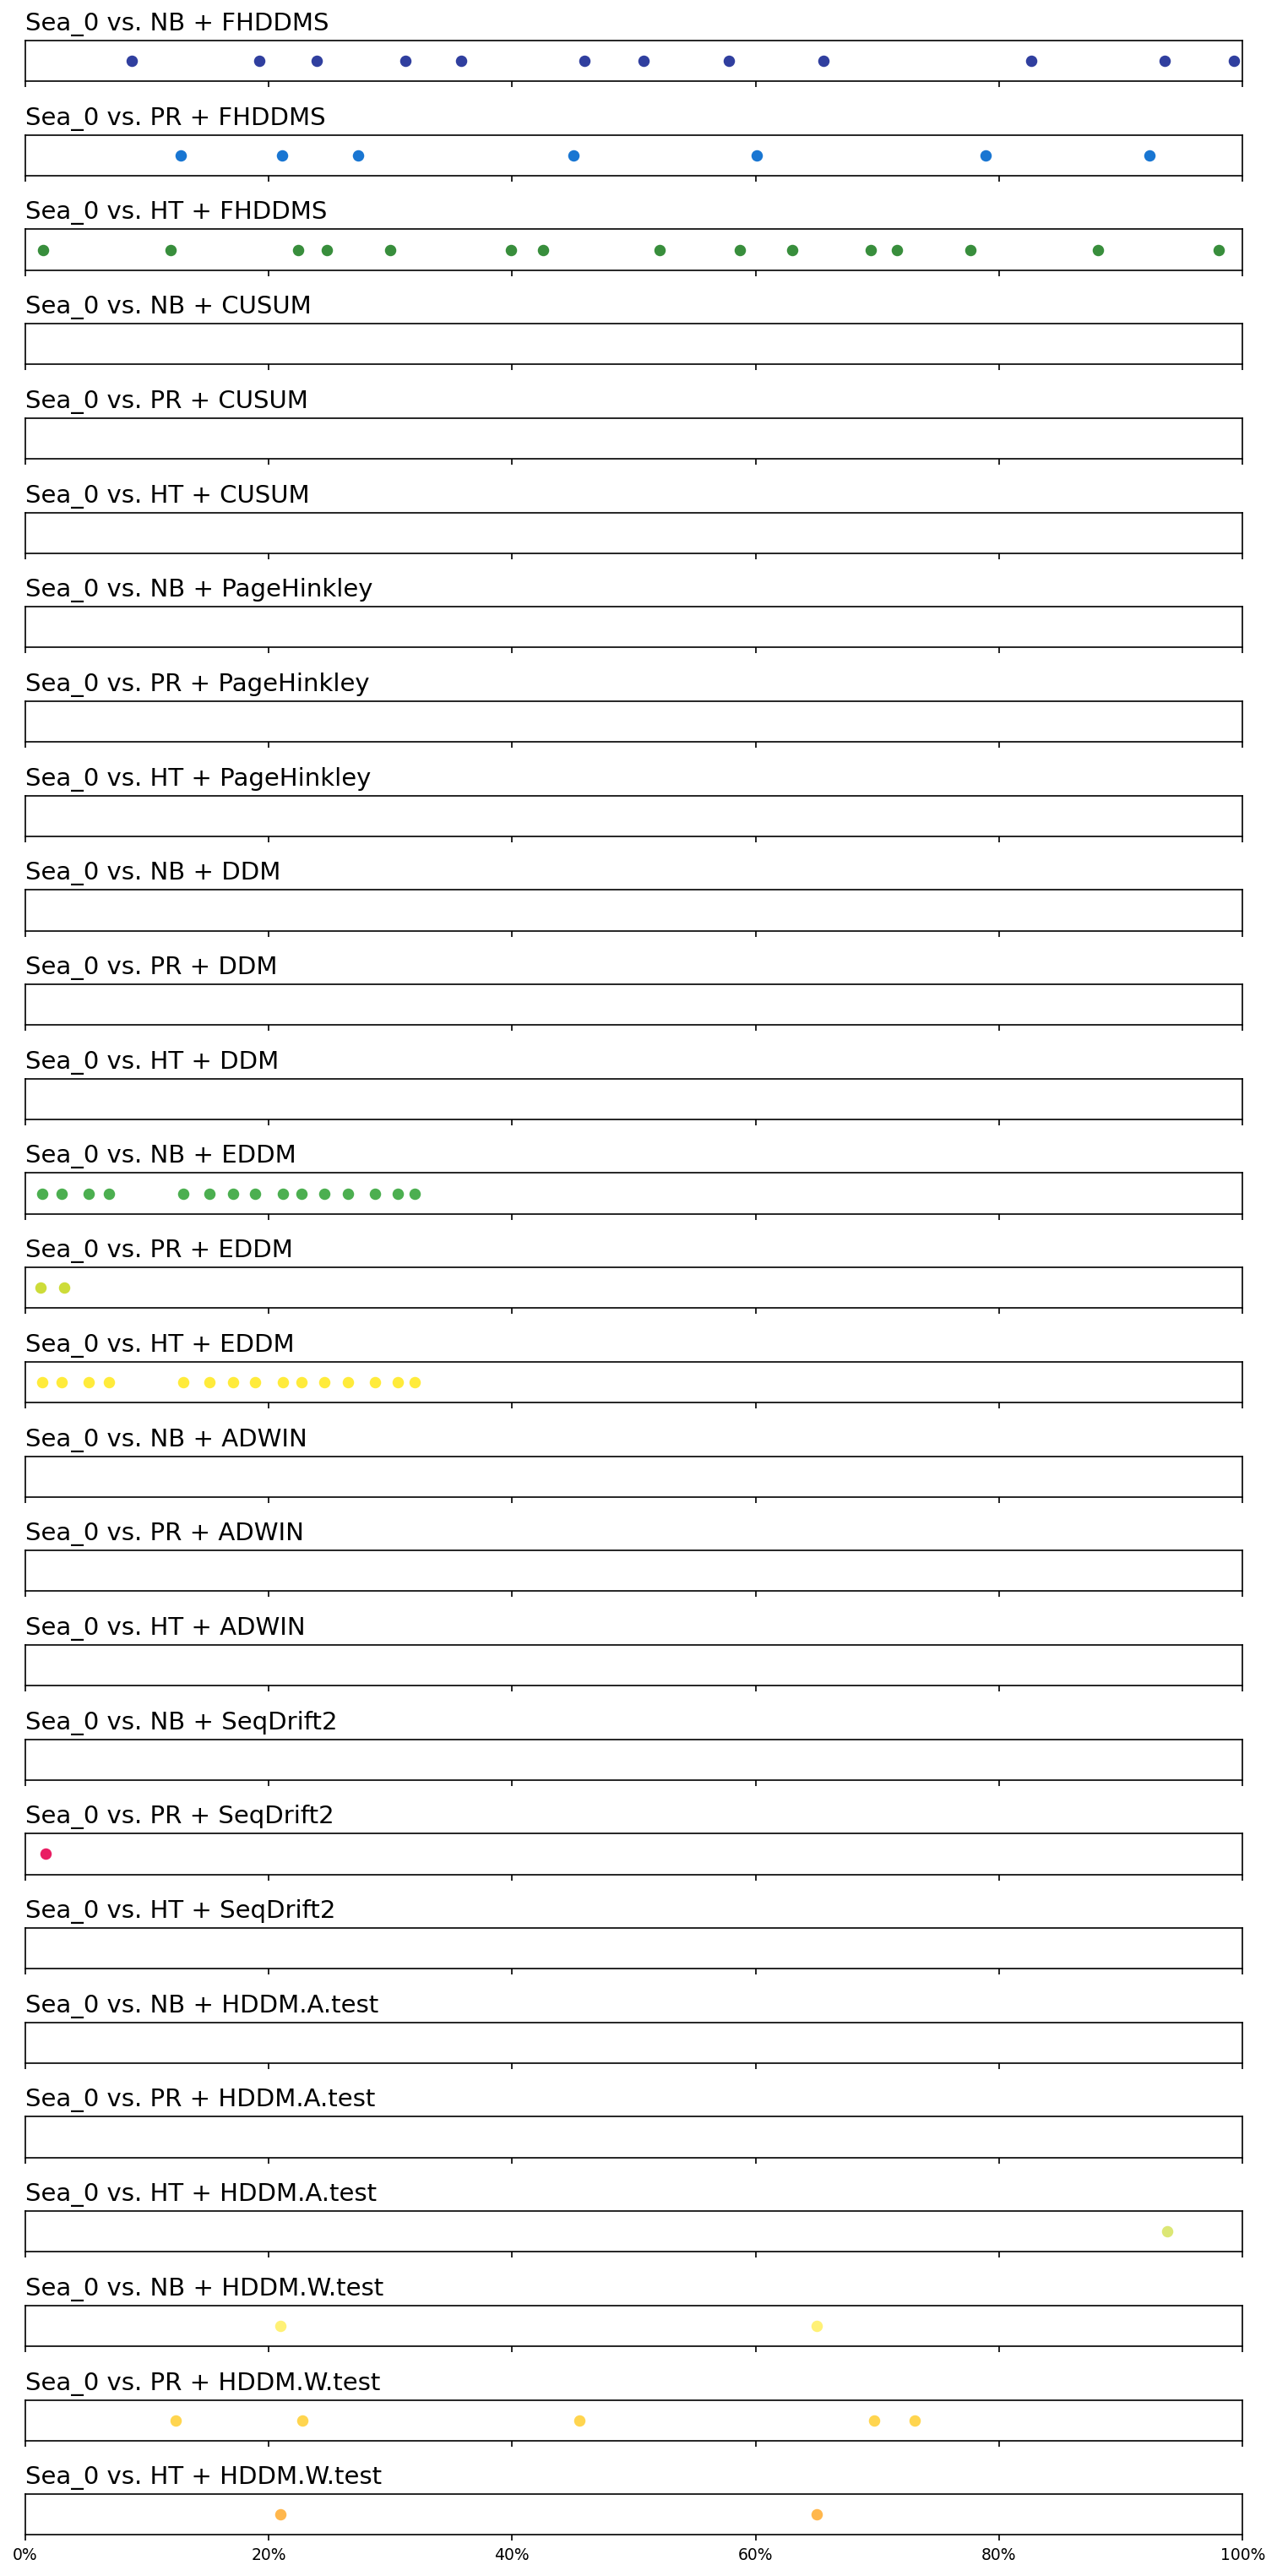 Sea_0 vs. NB + FHDDMS
Sea_0 vs. PR + FHDDMS
Sea_0 vs. HT + FHDDMS
Sea_0 vs. NB + CUSUM
Sea_0 vs. PR + CUSUM
Sea_0 vs. HT + CUSUM
Sea_0 vs. NB + PageHinkley
Sea_0 vs. PR + PageHinkley
Sea_0 vs. HT + PageHinkley
Sea_0 vs. NB + DDM
Sea_0 vs. PR + DDM
Sea_0 vs. HT + DDM
Sea_0 vs. NB + EDDM
Sea_0 vs. PR + EDDM
Sea_0 vs. HT + EDDM
Sea_0 vs. NB + ADWIN
Sea_0 vs. PR + ADWIN
Sea_0 vs. HT + ADWIN
Sea_0 vs. NB + SeqDrift2
Sea_0 vs. PR + SeqDrift2
Sea_0 vs. HT + SeqDrift2
Sea_0 vs. NB + HDDM.A.test
Sea_0 vs. PR + HDDM.A.test
Sea_0 vs. HT + HDDM.A.test
Sea_0 vs. NB + HDDM.W.test
Sea_0 vs. PR + HDDM.W.test
Sea_0 vs. HT + HDDM.W.test
0% 20% 40% 60% 80% 100%